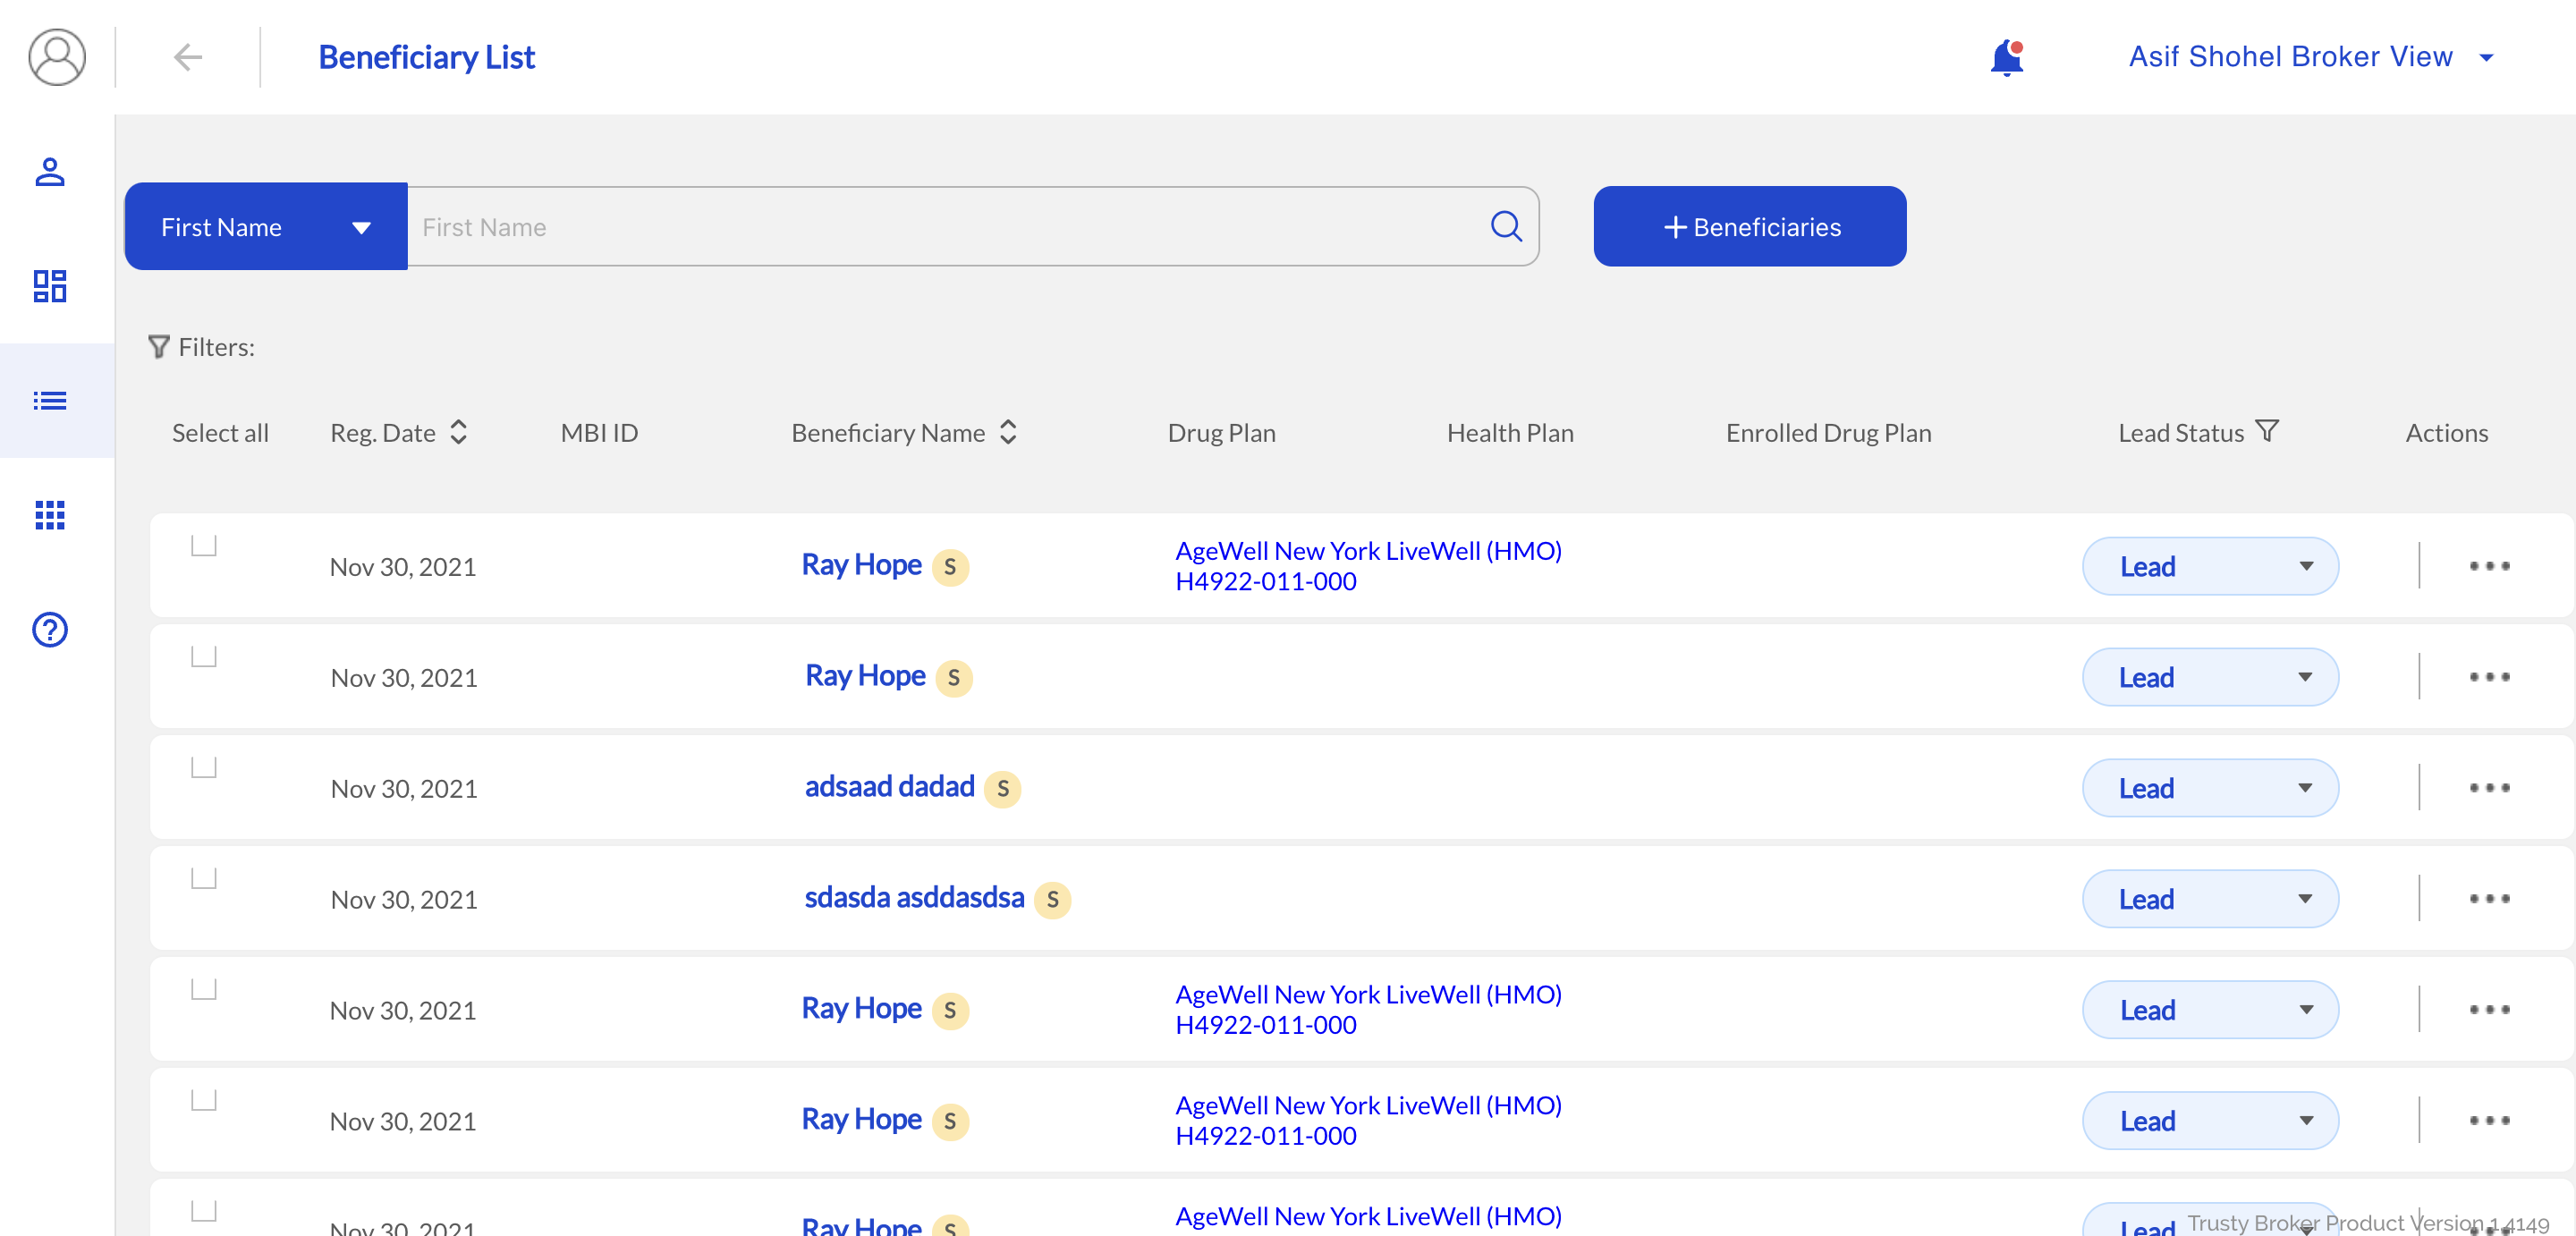 Beneficiary List
Asif Shohel Broker View
First Name
First Name
+ Beneficiaries
Filters:
Select all Reg. Date MBI ID Beneficiary Name Drug Plan Health Plan Enrolled Drug Plan Lead Status Actions
Nov 30, 2021 Ray Hope S AgeWell New York LiveWell (HMO) Lead
H4922-011-000
Nov 30, 2021 Ray Hope S Lead
Nov 30, 2021 adsaad dadad S Lead
Nov 30, 2021 sdasda asddasdsa S Lead
Nov 30, 2021 Ray Hope S AgeWell New York LiveWell (HMO) Lead
H4922-011-000
Nov 30, 2021 Ray Hope S AgeWell New York LiveWell (HMO) Lead
H4922-011-000
Nov 30, 2021 Ray Hope S AgeWell New York LiveWell (HMO) Lead
Trusty Broker Product Version 1.4149